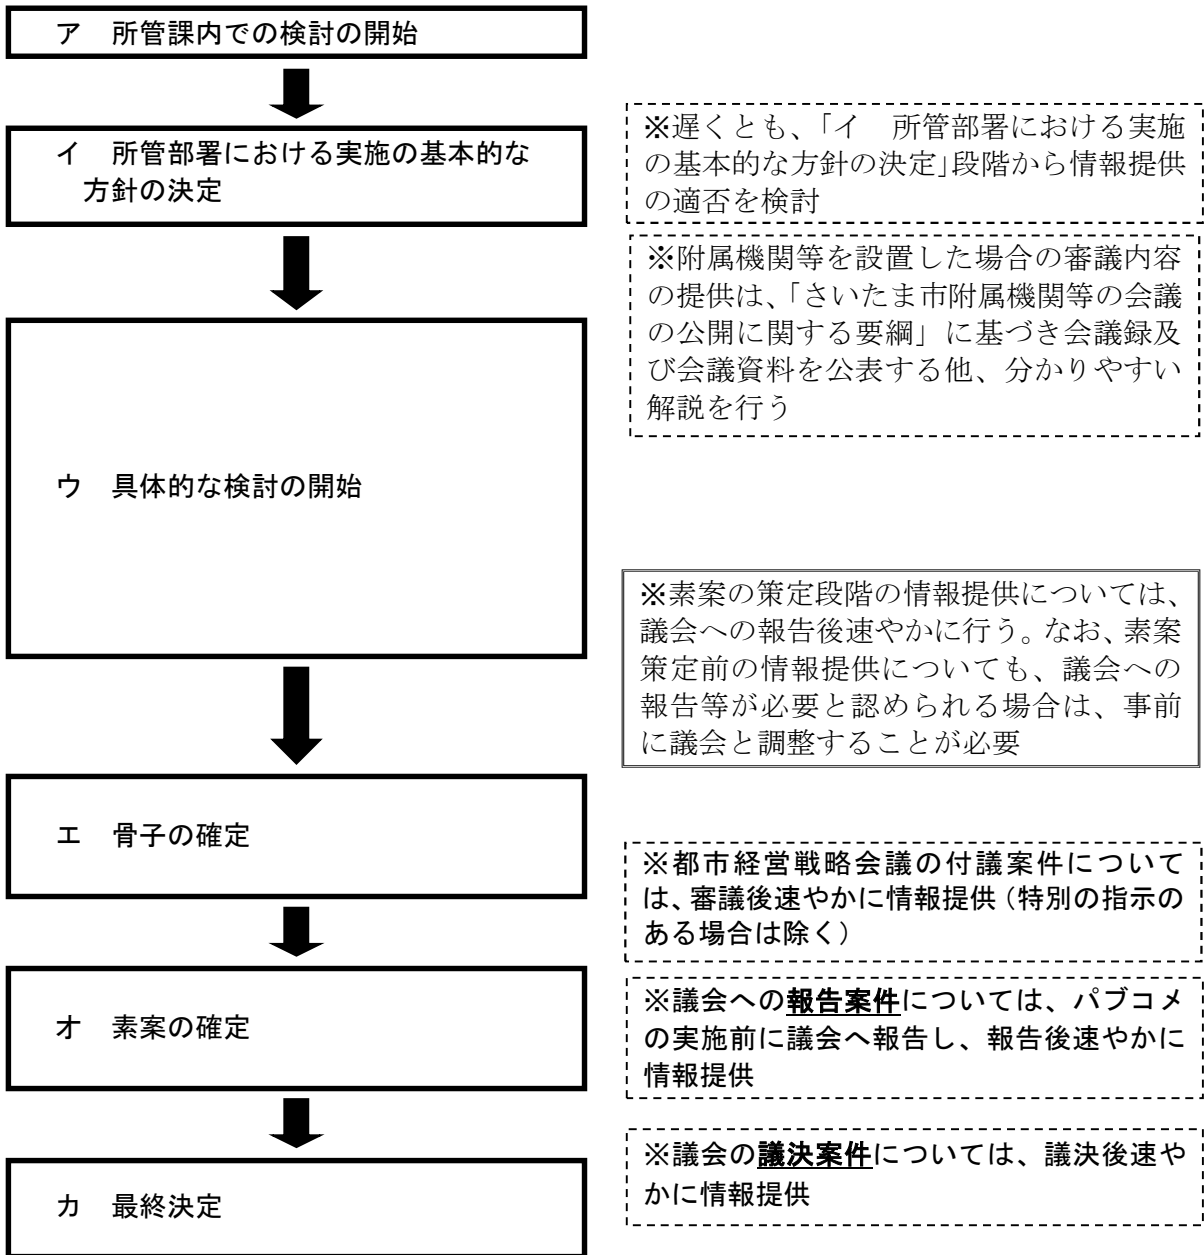 ア 所管課内での検討の開始
イ 所管部署における実施の基本的な
方針の決定
※遅くとも、「イ 所管部署における実施
の基本的な方針の決定」段階から情報提供
の適否を検討
※附属機関等を設置した場合の審議内容
の提供は、「さいたま市附属機関等の会議
の公開に関する要綱」に基づき会議録及
び会議資料を公表する他、分かりやすい
解説を行う
ウ 具体的な検討の開始
※素案の策定段階の情報提供については、
議会への報告後速やかに行う。なお、素案
策定前の情報提供についても、議会への
報告等が必要と認められる場合は、事前
に議会と調整することが必要
エ 骨子の確定
※都市経営戦略会議の付議案件について
は、審議後速やかに情報提供(特別の指示の
ある場合は除く)
オ 素案の確定
※議会への報告案件については、パブコメ
の実施前に議会へ報告し、報告後速やかに
情報提供
カ 最終決定
※議会の議決案件については、議決後速や
かに情報提供